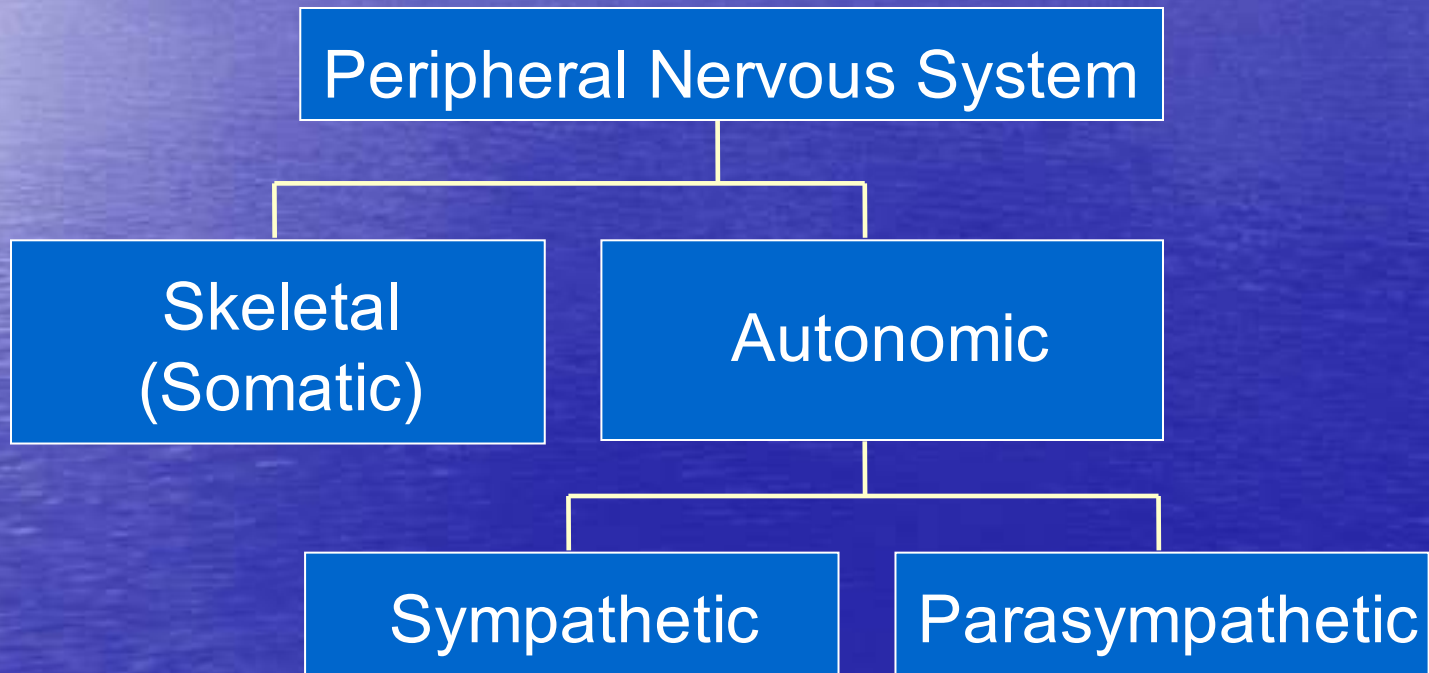 Peripheral Nervous System
Skeletal
(Somatic)
Autonomic
Sympathetic
Parasympathetic